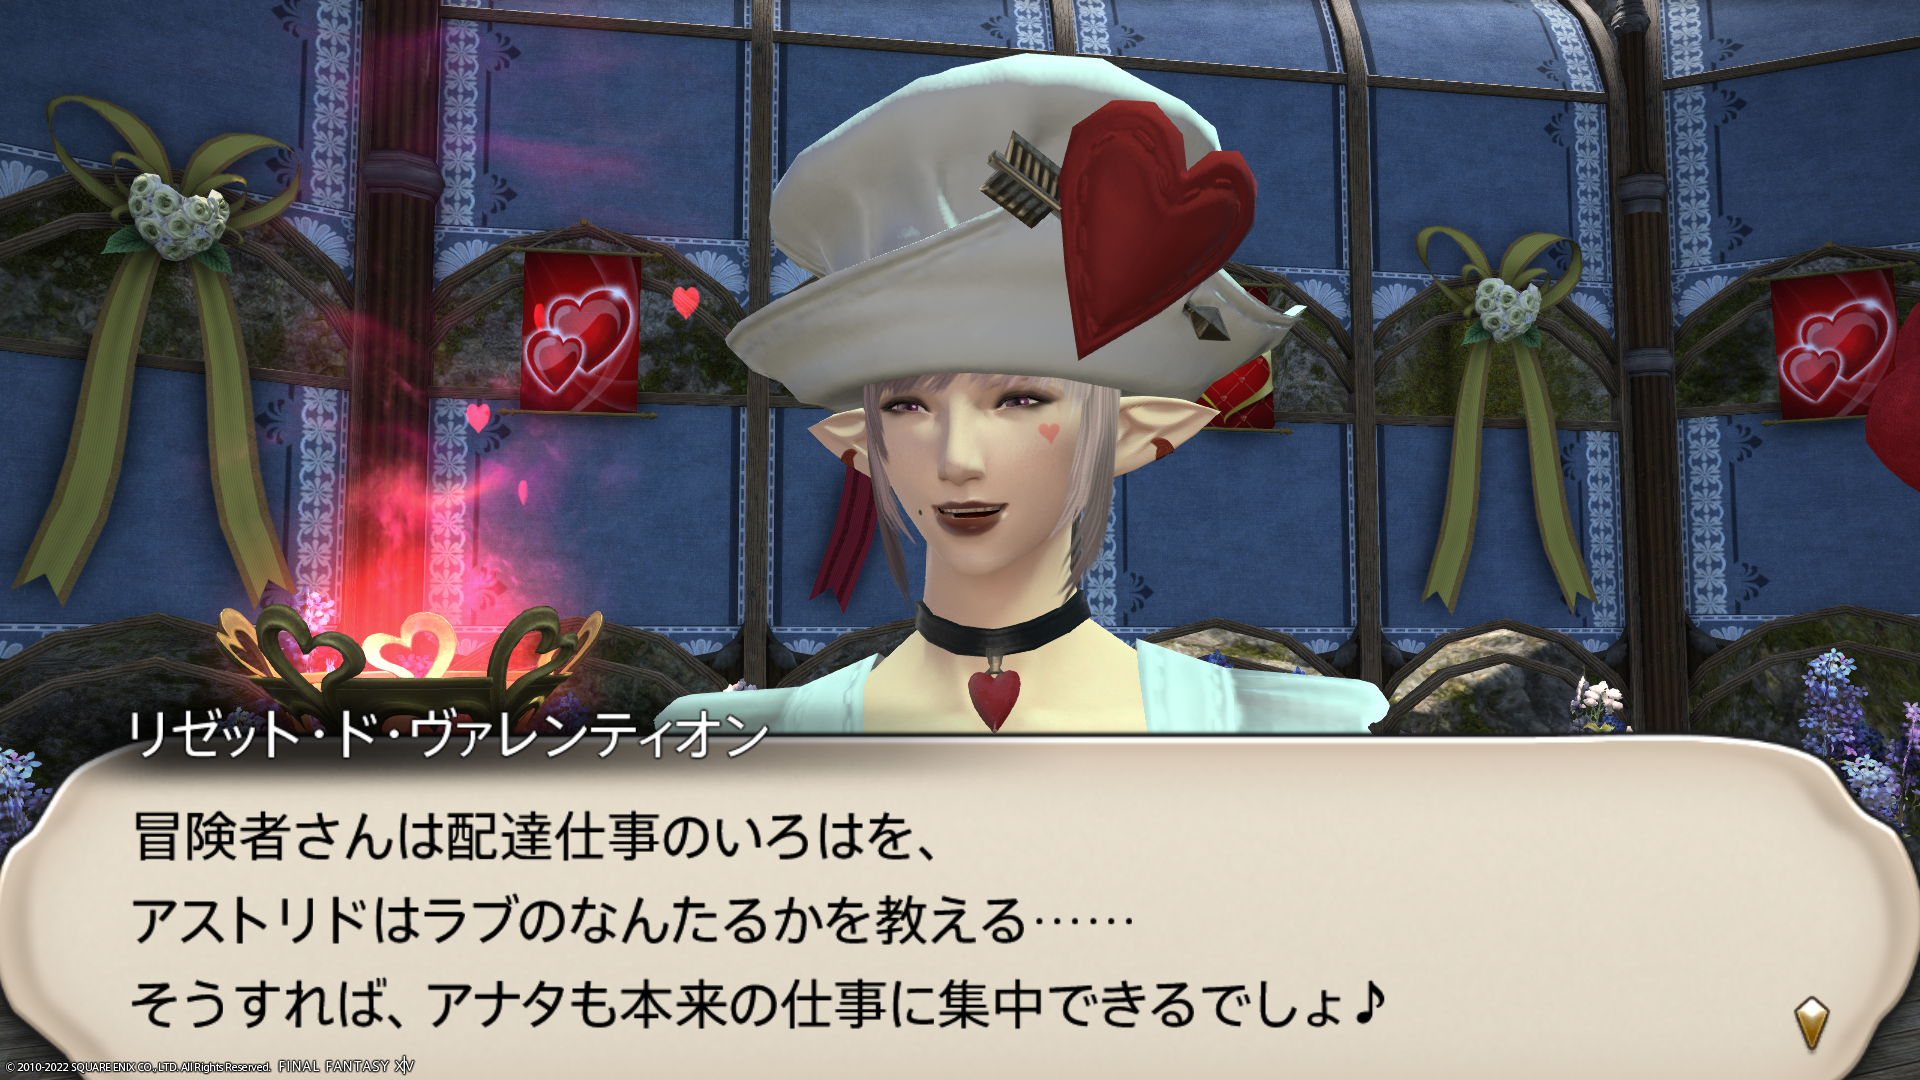 リゼット・ド・ヴァレンティオン
冒険者さんは配達仕事のいろはを、
アストリドはラブのなんたるかを教える……
そうすれば、アナタも本来の仕事に集中できるでしょ♪
© 2010-2022 SQUARE ENIX CO., LTD. All Rights Reserved. FINAL FANTASY XIV